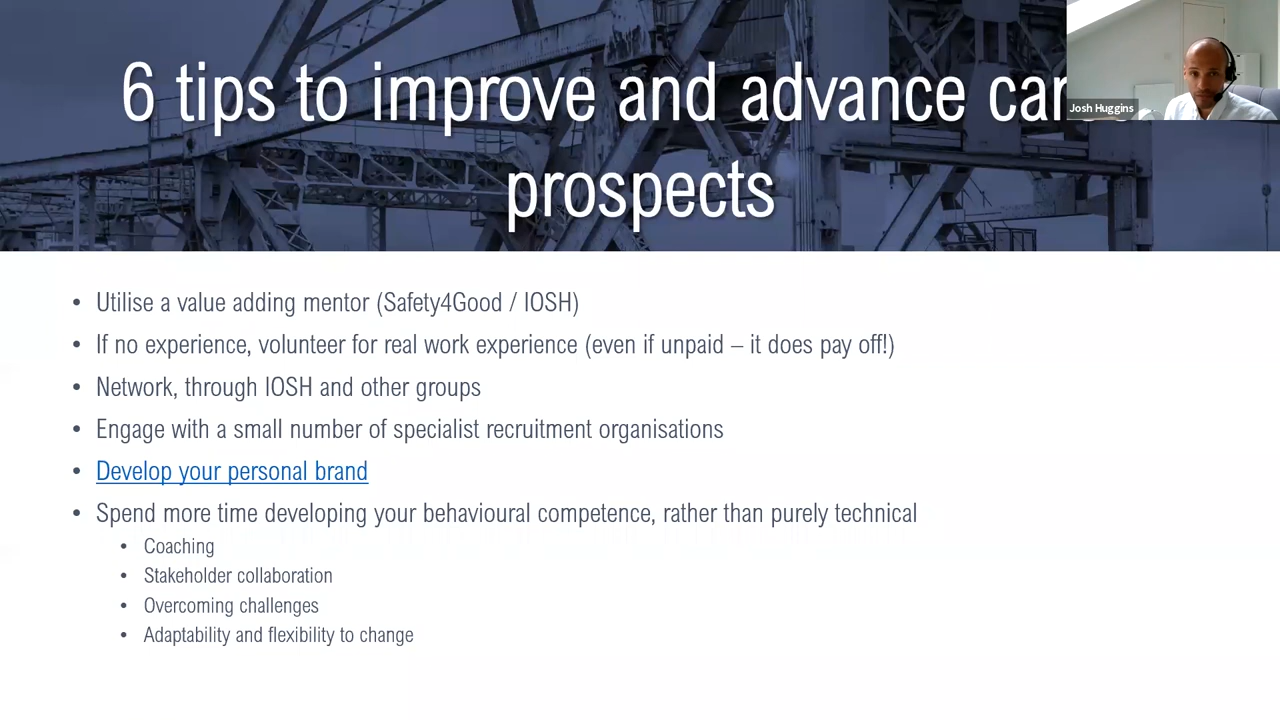 6 tips to improve and advance
prospects
Josh Huggins
• Utilise a value adding mentor (Safety4Good / IOSH)
• If no experience, volunteer for real work experience (even if unpaid – it does pay off!)
• Network, through IOSH and other groups
• Engage with a small number of specialist recruitment organisations
• Develop your personal brand
• Spend more time developing your behavioural competence, rather than purely technical
• Coaching
• Stakeholder collaboration
• Overcoming challenges
• Adaptability and flexibility to change